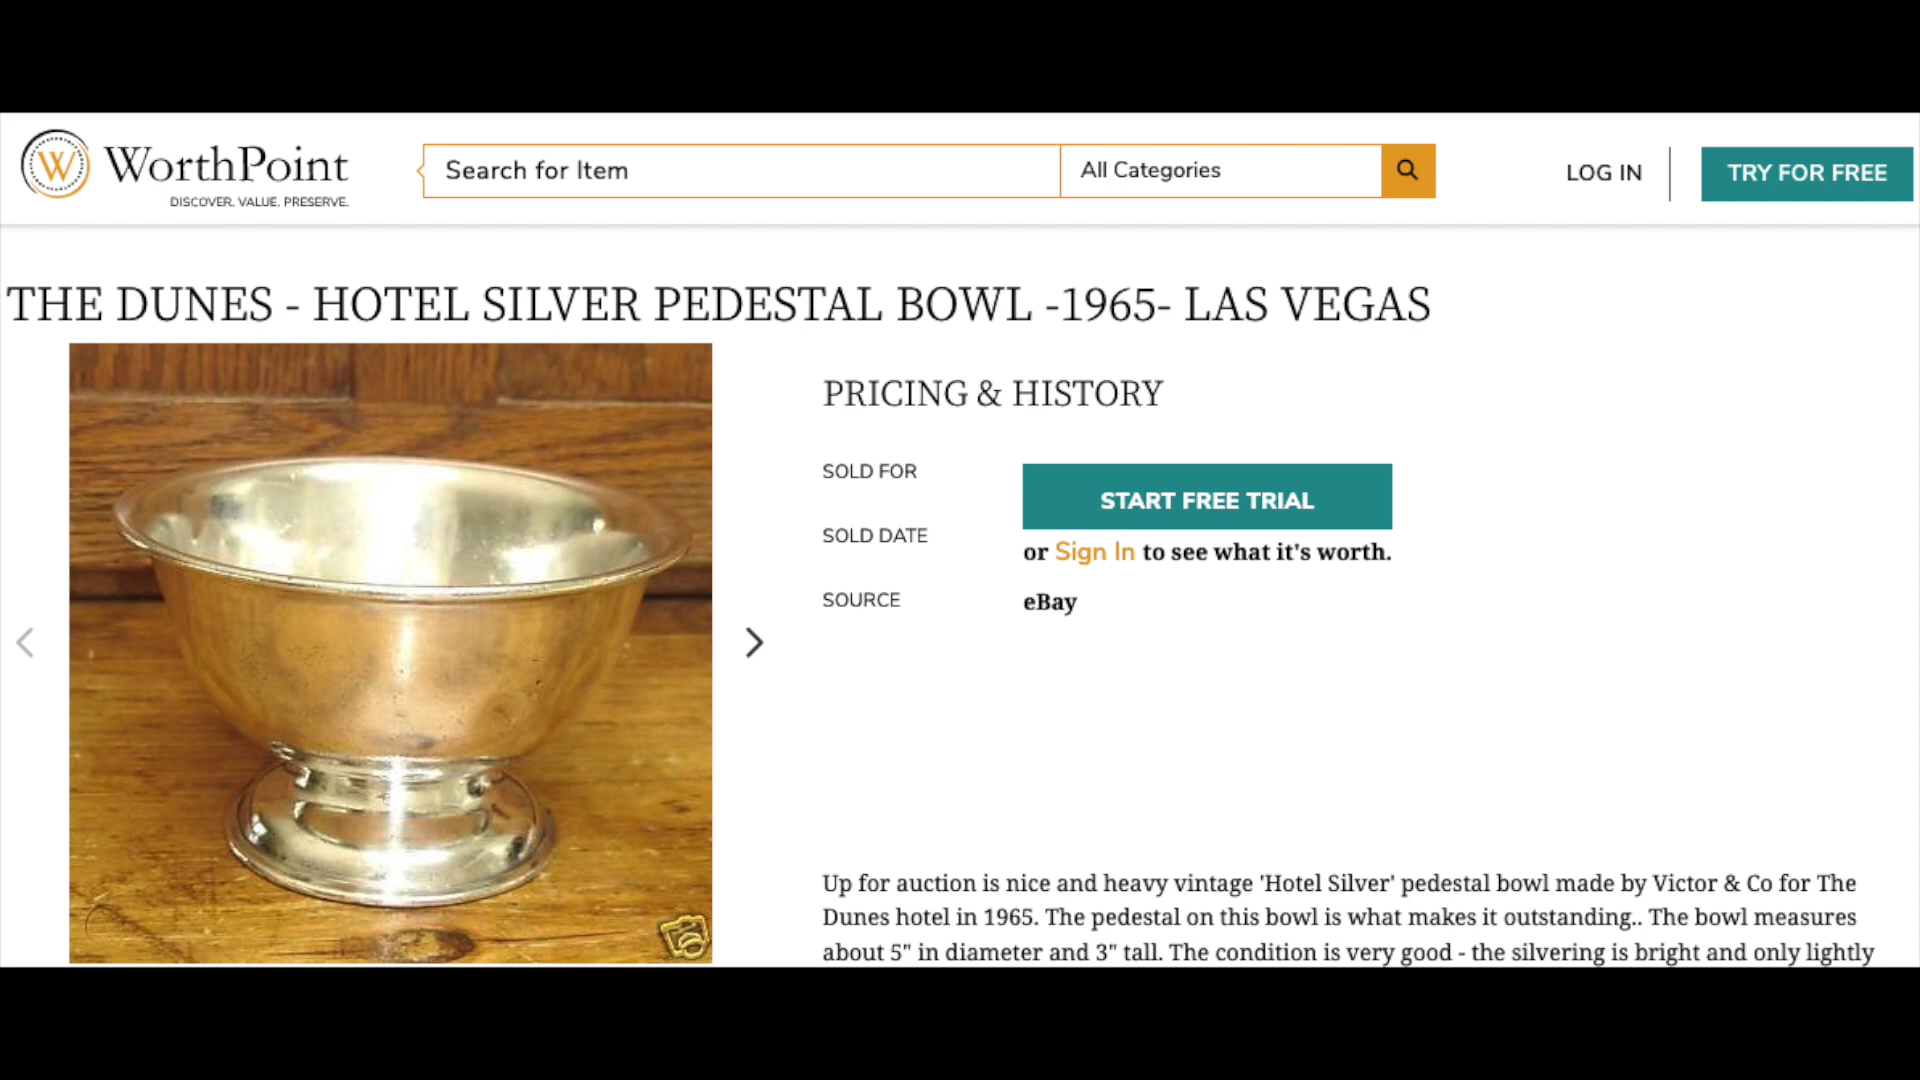 WorthPoint
DISCOVER. VALUE. PRESERVE.
Search for Item
All Categories
LOG IN
TRY FOR FREE
THE DUNES - HOTEL SILVER PEDESTAL BOWL -1965- LAS VEGAS
PRICING & HISTORY
SOLD FOR
START FREE TRIAL
SOLD DATE
or Sign In to see what it's worth.
SOURCE
eBay
Up for auction is nice and heavy vintage 'Hotel Silver' pedestal bowl made by Victor & Co for The
Dunes hotel in 1965. The pedestal on this bowl is what makes it outstanding.. The bowl measures
about 5" in diameter and 3" tall. The condition is very good - the silvering is bright and only lightly